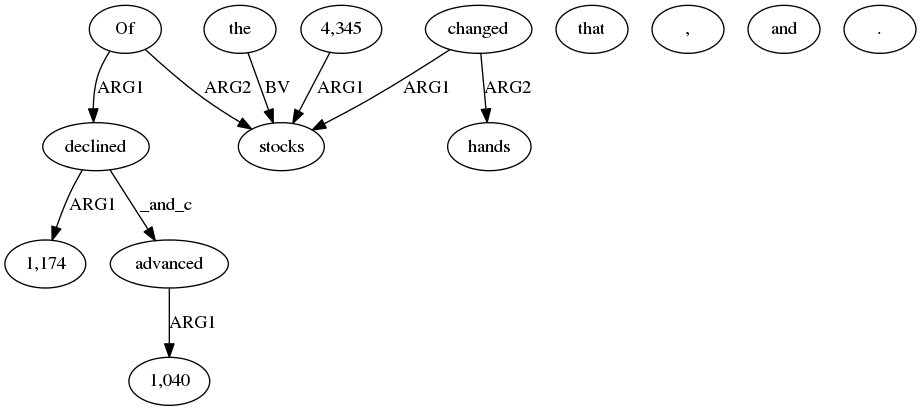 Of the 4,345 changed that , and .
ARG1 ARG2 BV ARG1 ARG1 ARG2
declined stocks hands
ARG1 _and_c
1,174 advanced
ARG1
1,040